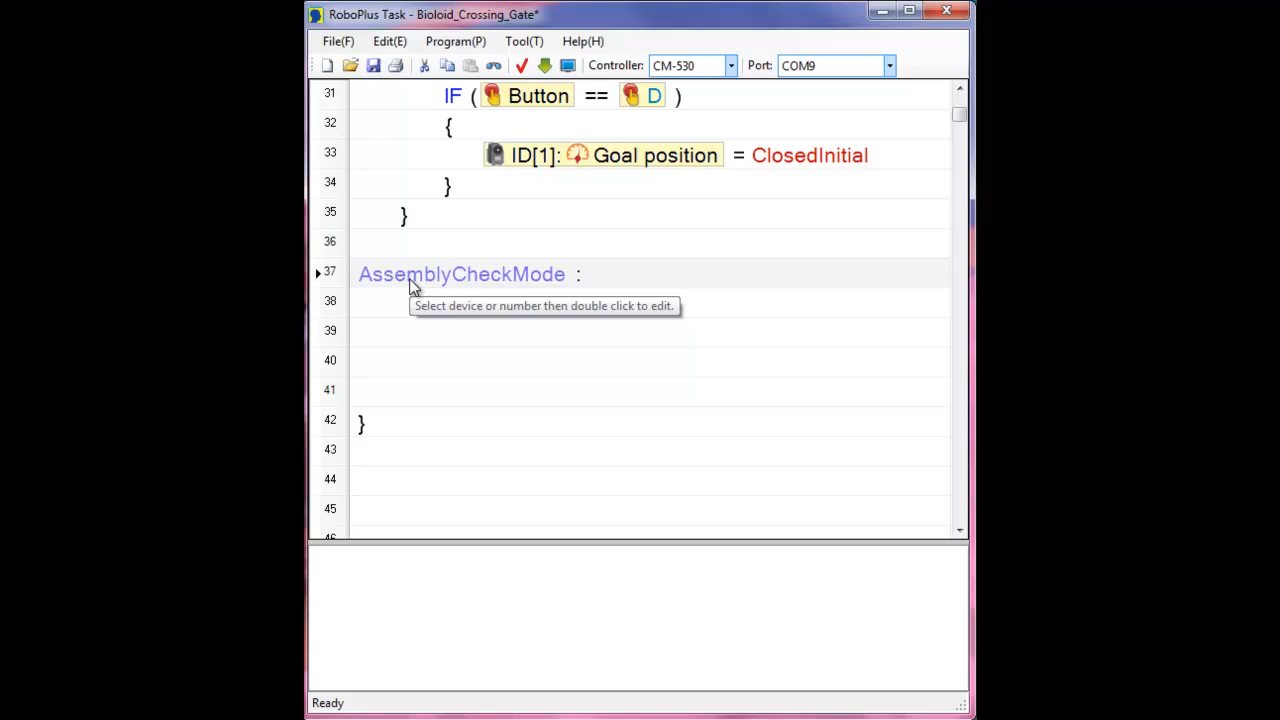 RoboPlus Task - Bioloid_Crossing_Gate*
File(F) Edit(E) Program(P) Tool(T) Help(H)
Controller: CM-530 Port: COM9
31 IF ( Button == D )
32 {
33 ID[1]: Goal position = ClosedInitial
34 }
35 }
36
37 AssemblyCheckMode :
38
Select device or number then double click to edit.
39
40
41
42 }
43
44
45
46
Ready